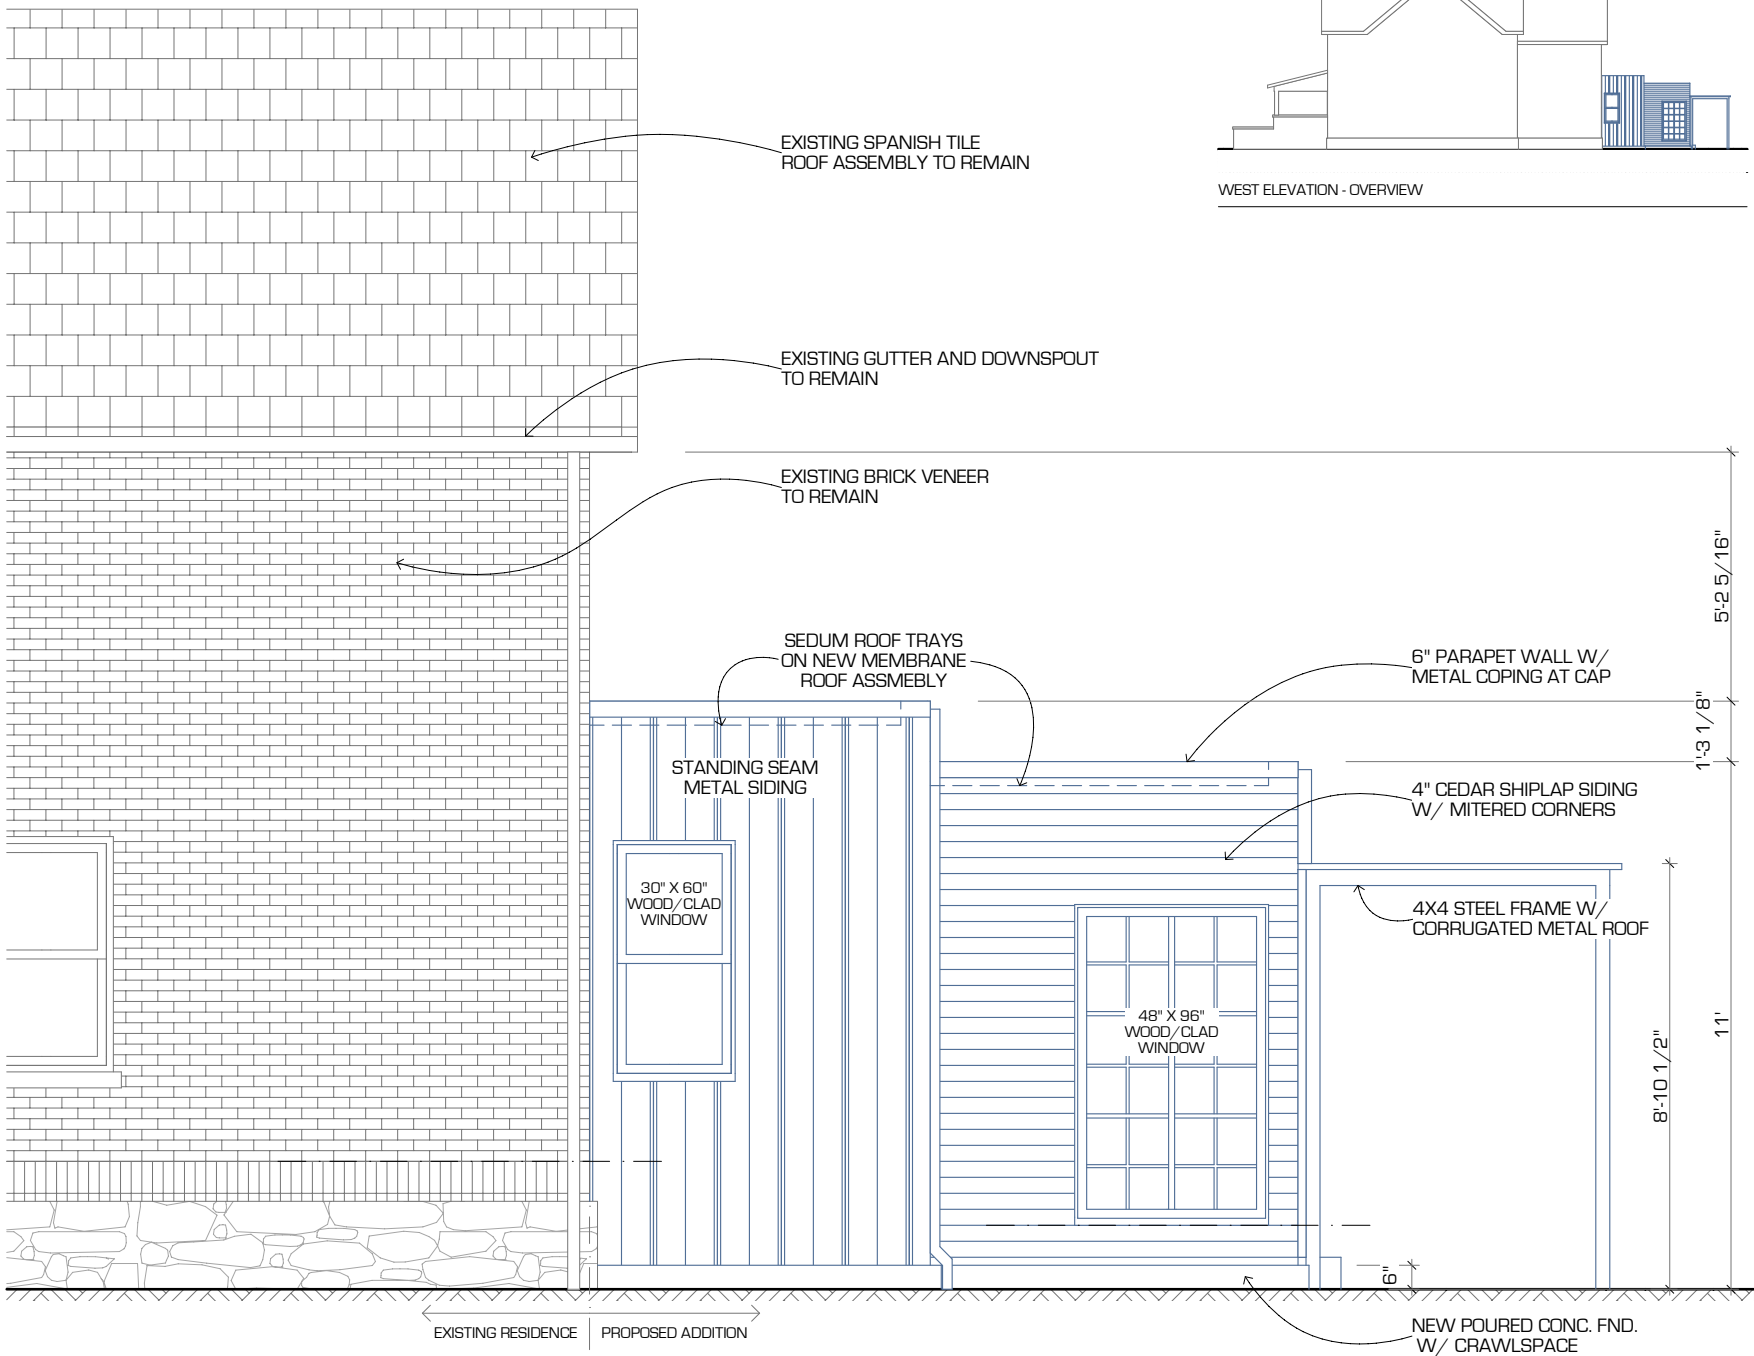 EXISTING SPANISH TILE
ROOF ASSEMBLY TO REMAIN
WEST ELEVATION - OVERVIEW
EXISTING GUTTER AND DOWNSPOUT
TO REMAIN
EXISTING BRICK VENEER
TO REMAIN
5'-2 5/16"
SEDUM ROOF TRAYS
ON NEW MEMBRANE
ROOF ASSMEBLY
6" PARAPET WALL W/
METAL COPING AT CAP
1'-3 1/8"
STANDING SEAM
METAL SIDING
4" CEDAR SHIPLAP SIDING
W/ MITERED CORNERS
30" X 60"
WOOD/CLAD
WINDOW
4X4 STEEL FRAME W/
CORRUGATED METAL ROOF
48" X 96"
WOOD/CLAD
WINDOW
8'-10 1/2"
11'
6"
EXISTING RESIDENCE
PROPOSED ADDITION
NEW POURED CONC. FND.
W/ CRAWLSPACE